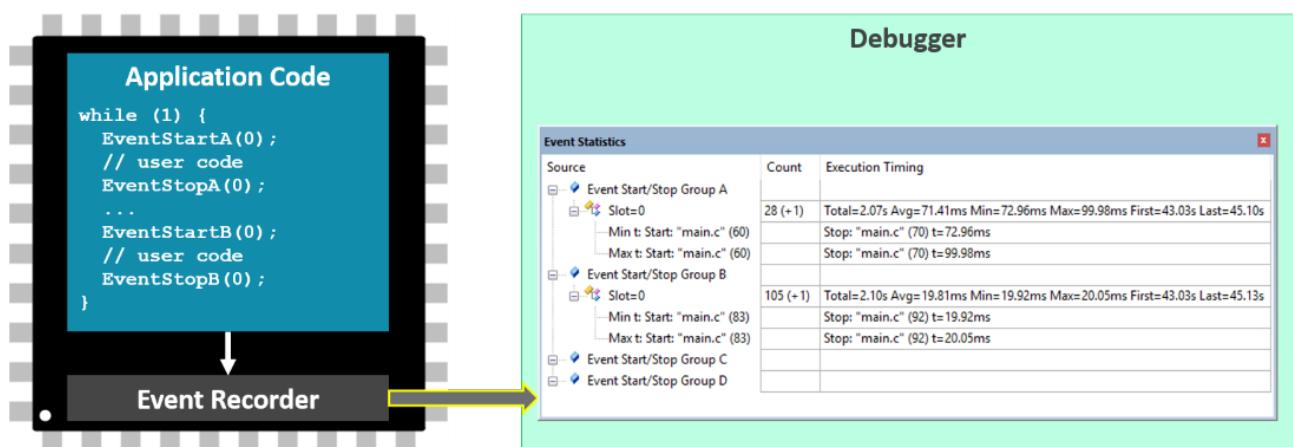 Application Code
while (1) {
EventStartA(0);
// user code
EventStopA(0);
...
EventStartB(0);
// user code
EventStopB(0);
}
Event Recorder
Debugger
Event Statistics
Source Count Execution Timing
Event Start/Stop Group A
Slot=0 28 (+1) Total=2.07s Avg=71.41ms Min=72.96ms Max=99.98ms First=43.03s Last=45.10s
Min t: Start: "main.c" (60) Stop: "main.c" (70) t=72.96ms
Max t: Start: "main.c" (60) Stop: "main.c" (70) t=99.98ms
Event Start/Stop Group B
Slot=0 105 (+1) Total=2.10s Avg=19.81ms Min=19.92ms Max=20.05ms First=43.03s Last=45.13s
Min t: Start: "main.c" (83) Stop: "main.c" (92) t=19.92ms
Max t: Start: "main.c" (83) Stop: "main.c" (92) t=20.05ms
Event Start/Stop Group C
Event Start/Stop Group D